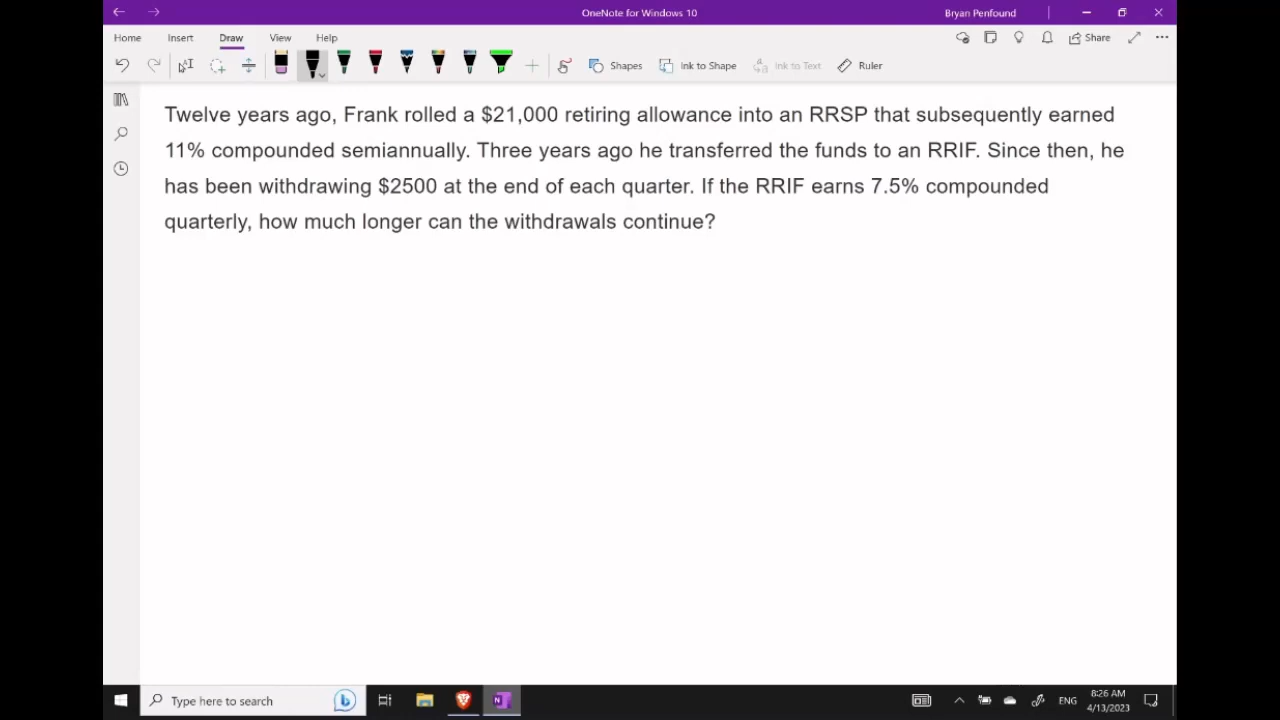 OneNote for Windows 10
Bryan Penfound
Home Insert Draw View Help
Share
Shapes Ink to Shape Ink to Text Ruler
Twelve years ago, Frank rolled a $21,000 retiring allowance into an RRSP that subsequently earned
11% compounded semiannually. Three years ago he transferred the funds to an RRIF. Since then, he
has been withdrawing $2500 at the end of each quarter. If the RRIF earns 7.5% compounded
quarterly, how much longer can the withdrawals continue?
Type here to search
ENG
8:26 AM
4/13/2023